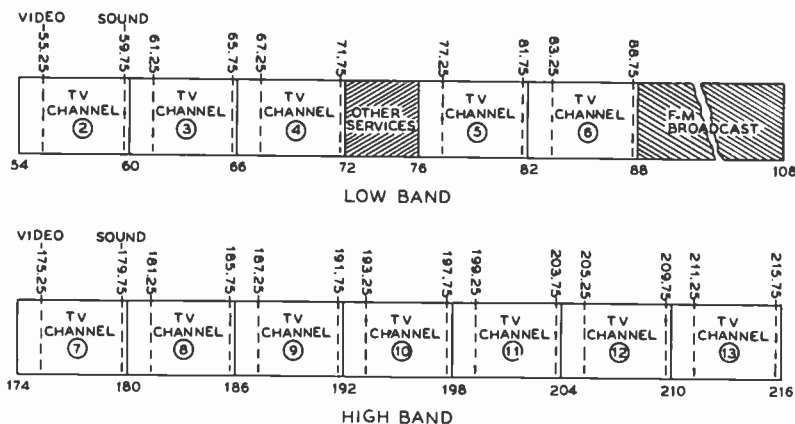 VIDEO SOUND
55.25 59.75 61.25 65.75 67.25 71.75 77.25 81.75 83.25 88.75
TV CHANNEL 2
TV CHANNEL 3
TV CHANNEL 4
OTHER SERVICES
TV CHANNEL 5
TV CHANNEL 6
F-M BROADCAST
54 60 66 72 76 82 88 108
LOW BAND
VIDEO SOUND
175.25 179.75 181.25 185.75 187.25 191.75 193.25 197.75 199.25 203.75 205.25 209.75 211.25 215.75
TV CHANNEL 7
TV CHANNEL 8
TV CHANNEL 9
TV CHANNEL 10
TV CHANNEL 11
TV CHANNEL 12
TV CHANNEL 13
174 180 186 192 198 204 210 216
HIGH BAND